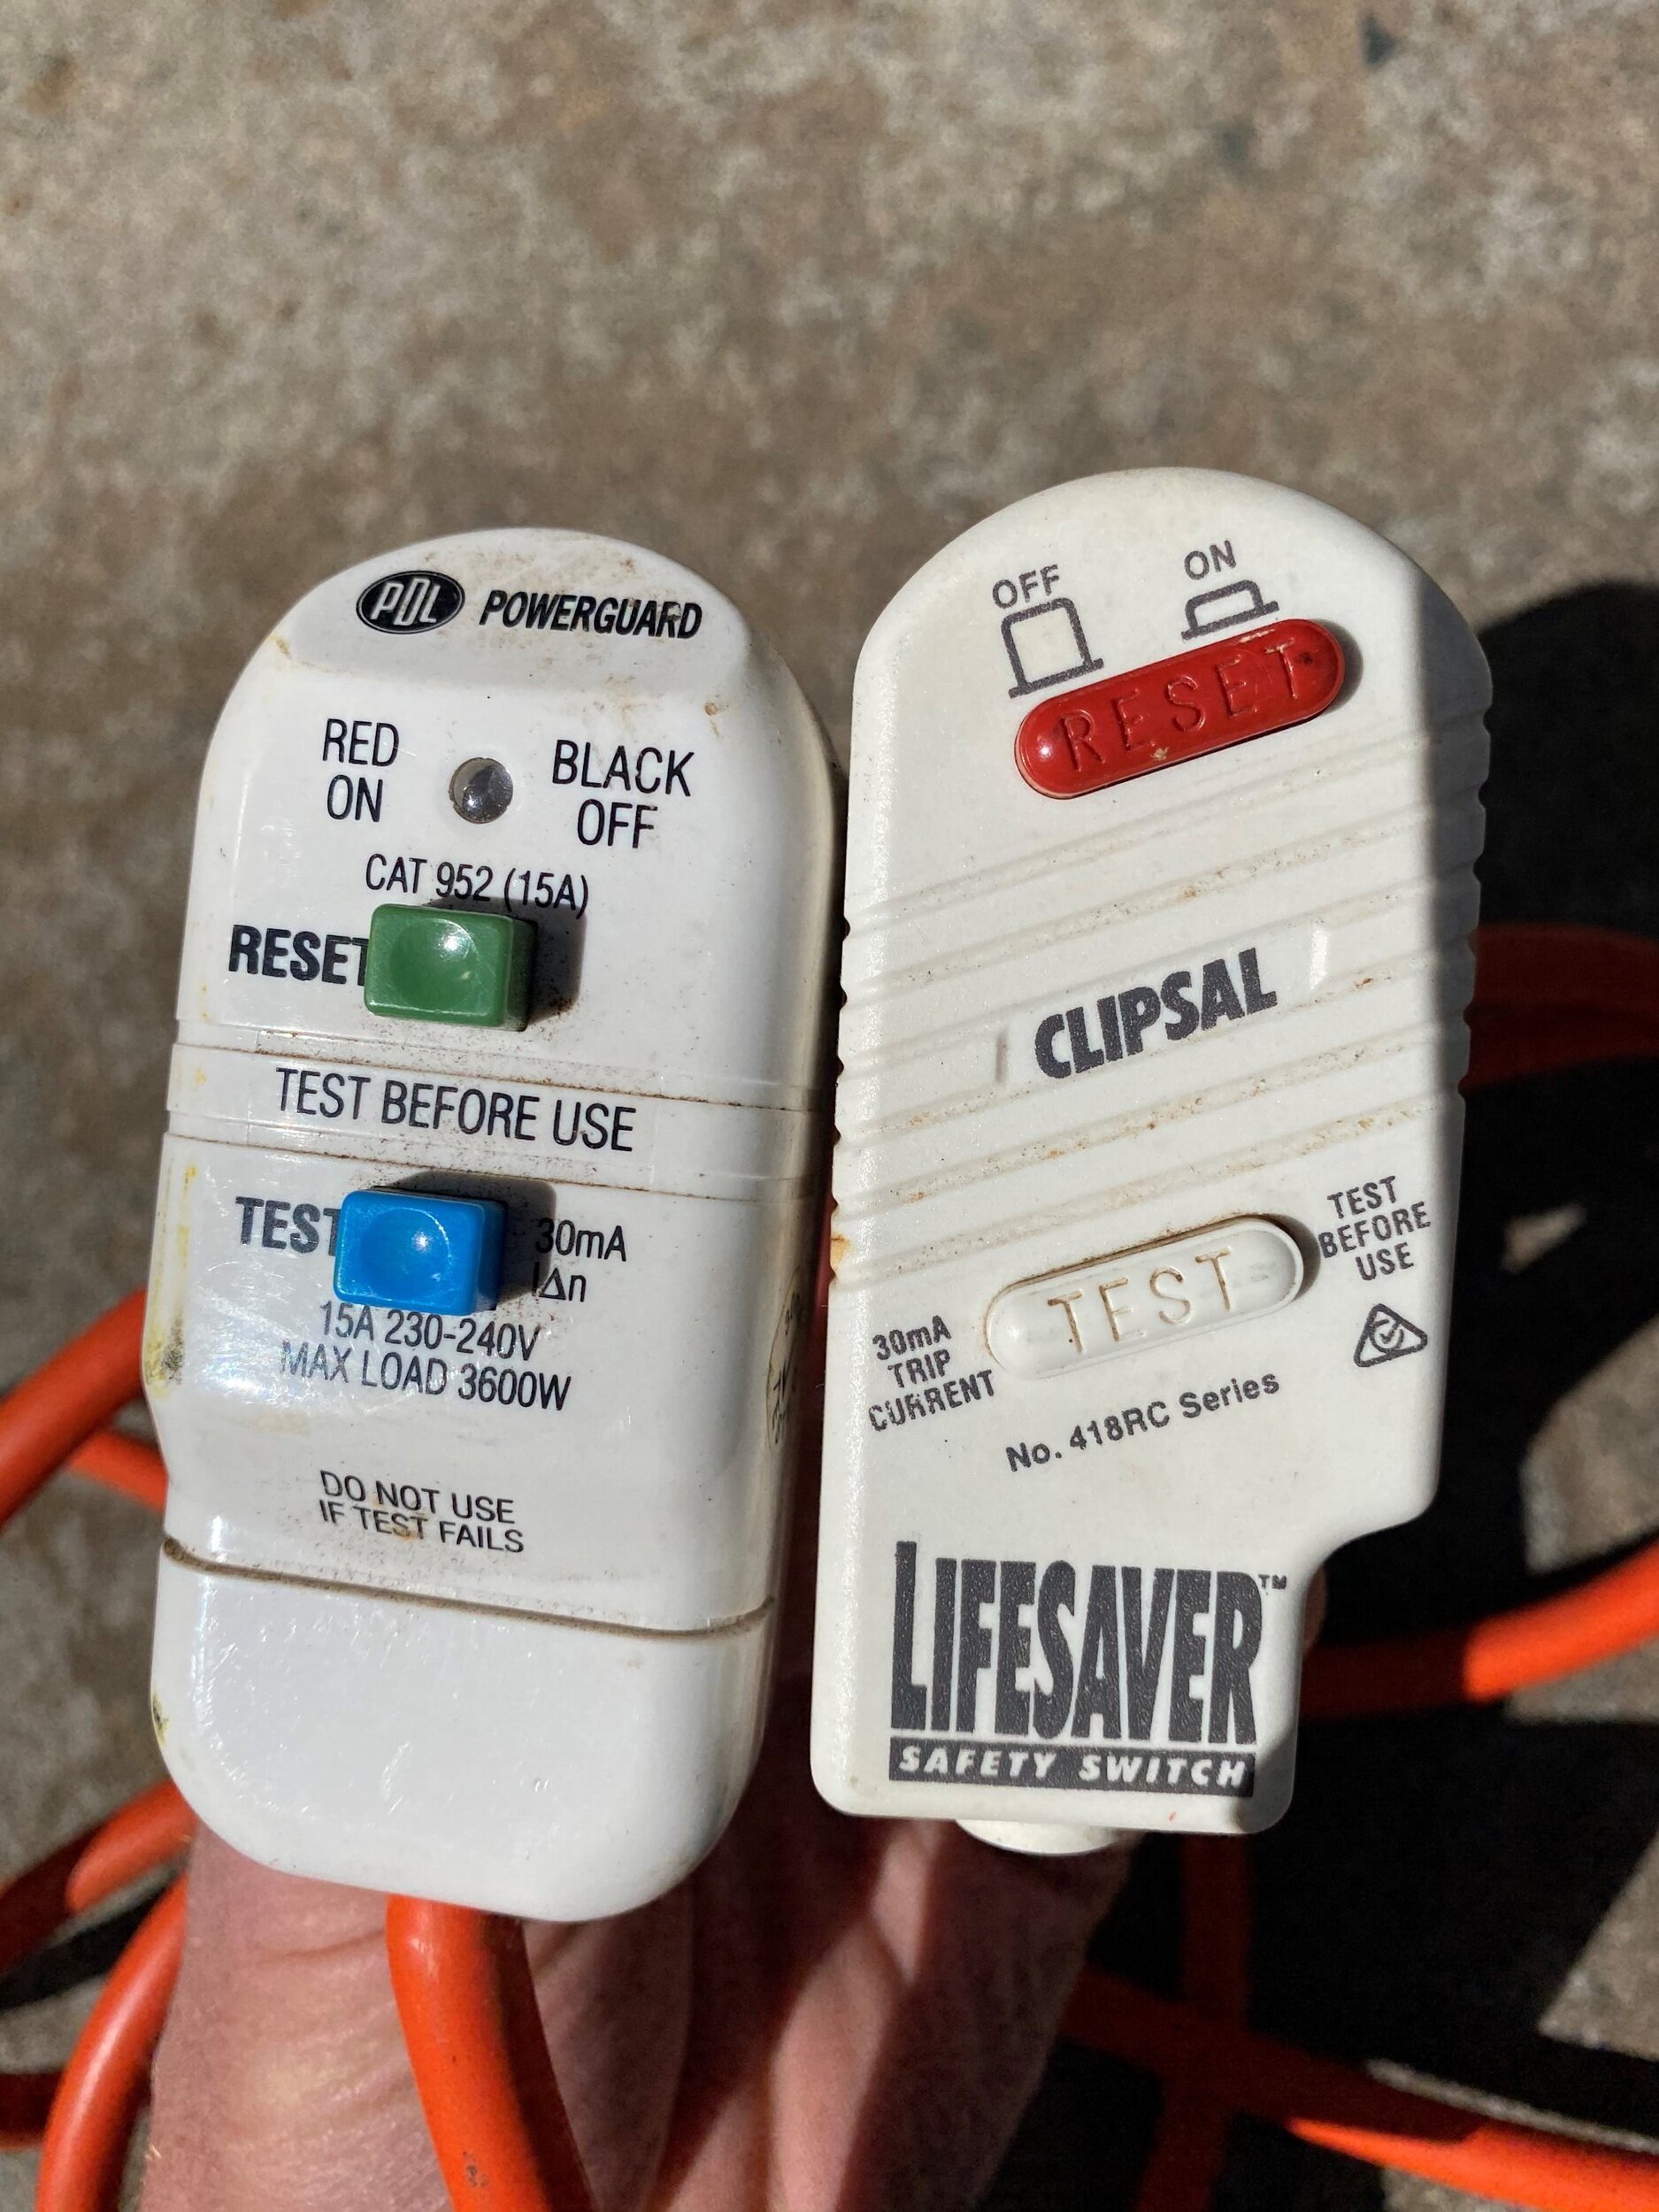 PDL POWERGUARD
RED
ON
BLACK
OFF
CAT 952 (15A)
RESET
TEST BEFORE USE
TEST
30mA
I∆n
15A 230-240V
MAX LOAD 3600W
DO NOT USE
IF TEST FAILS
OFF
ON
RESET
CLIPSAL
TEST
BEFORE
USE
TEST
30mA
TRIP
CURRENT
No. 418RC Series
LIFESAVER™
SAFETY SWITCH